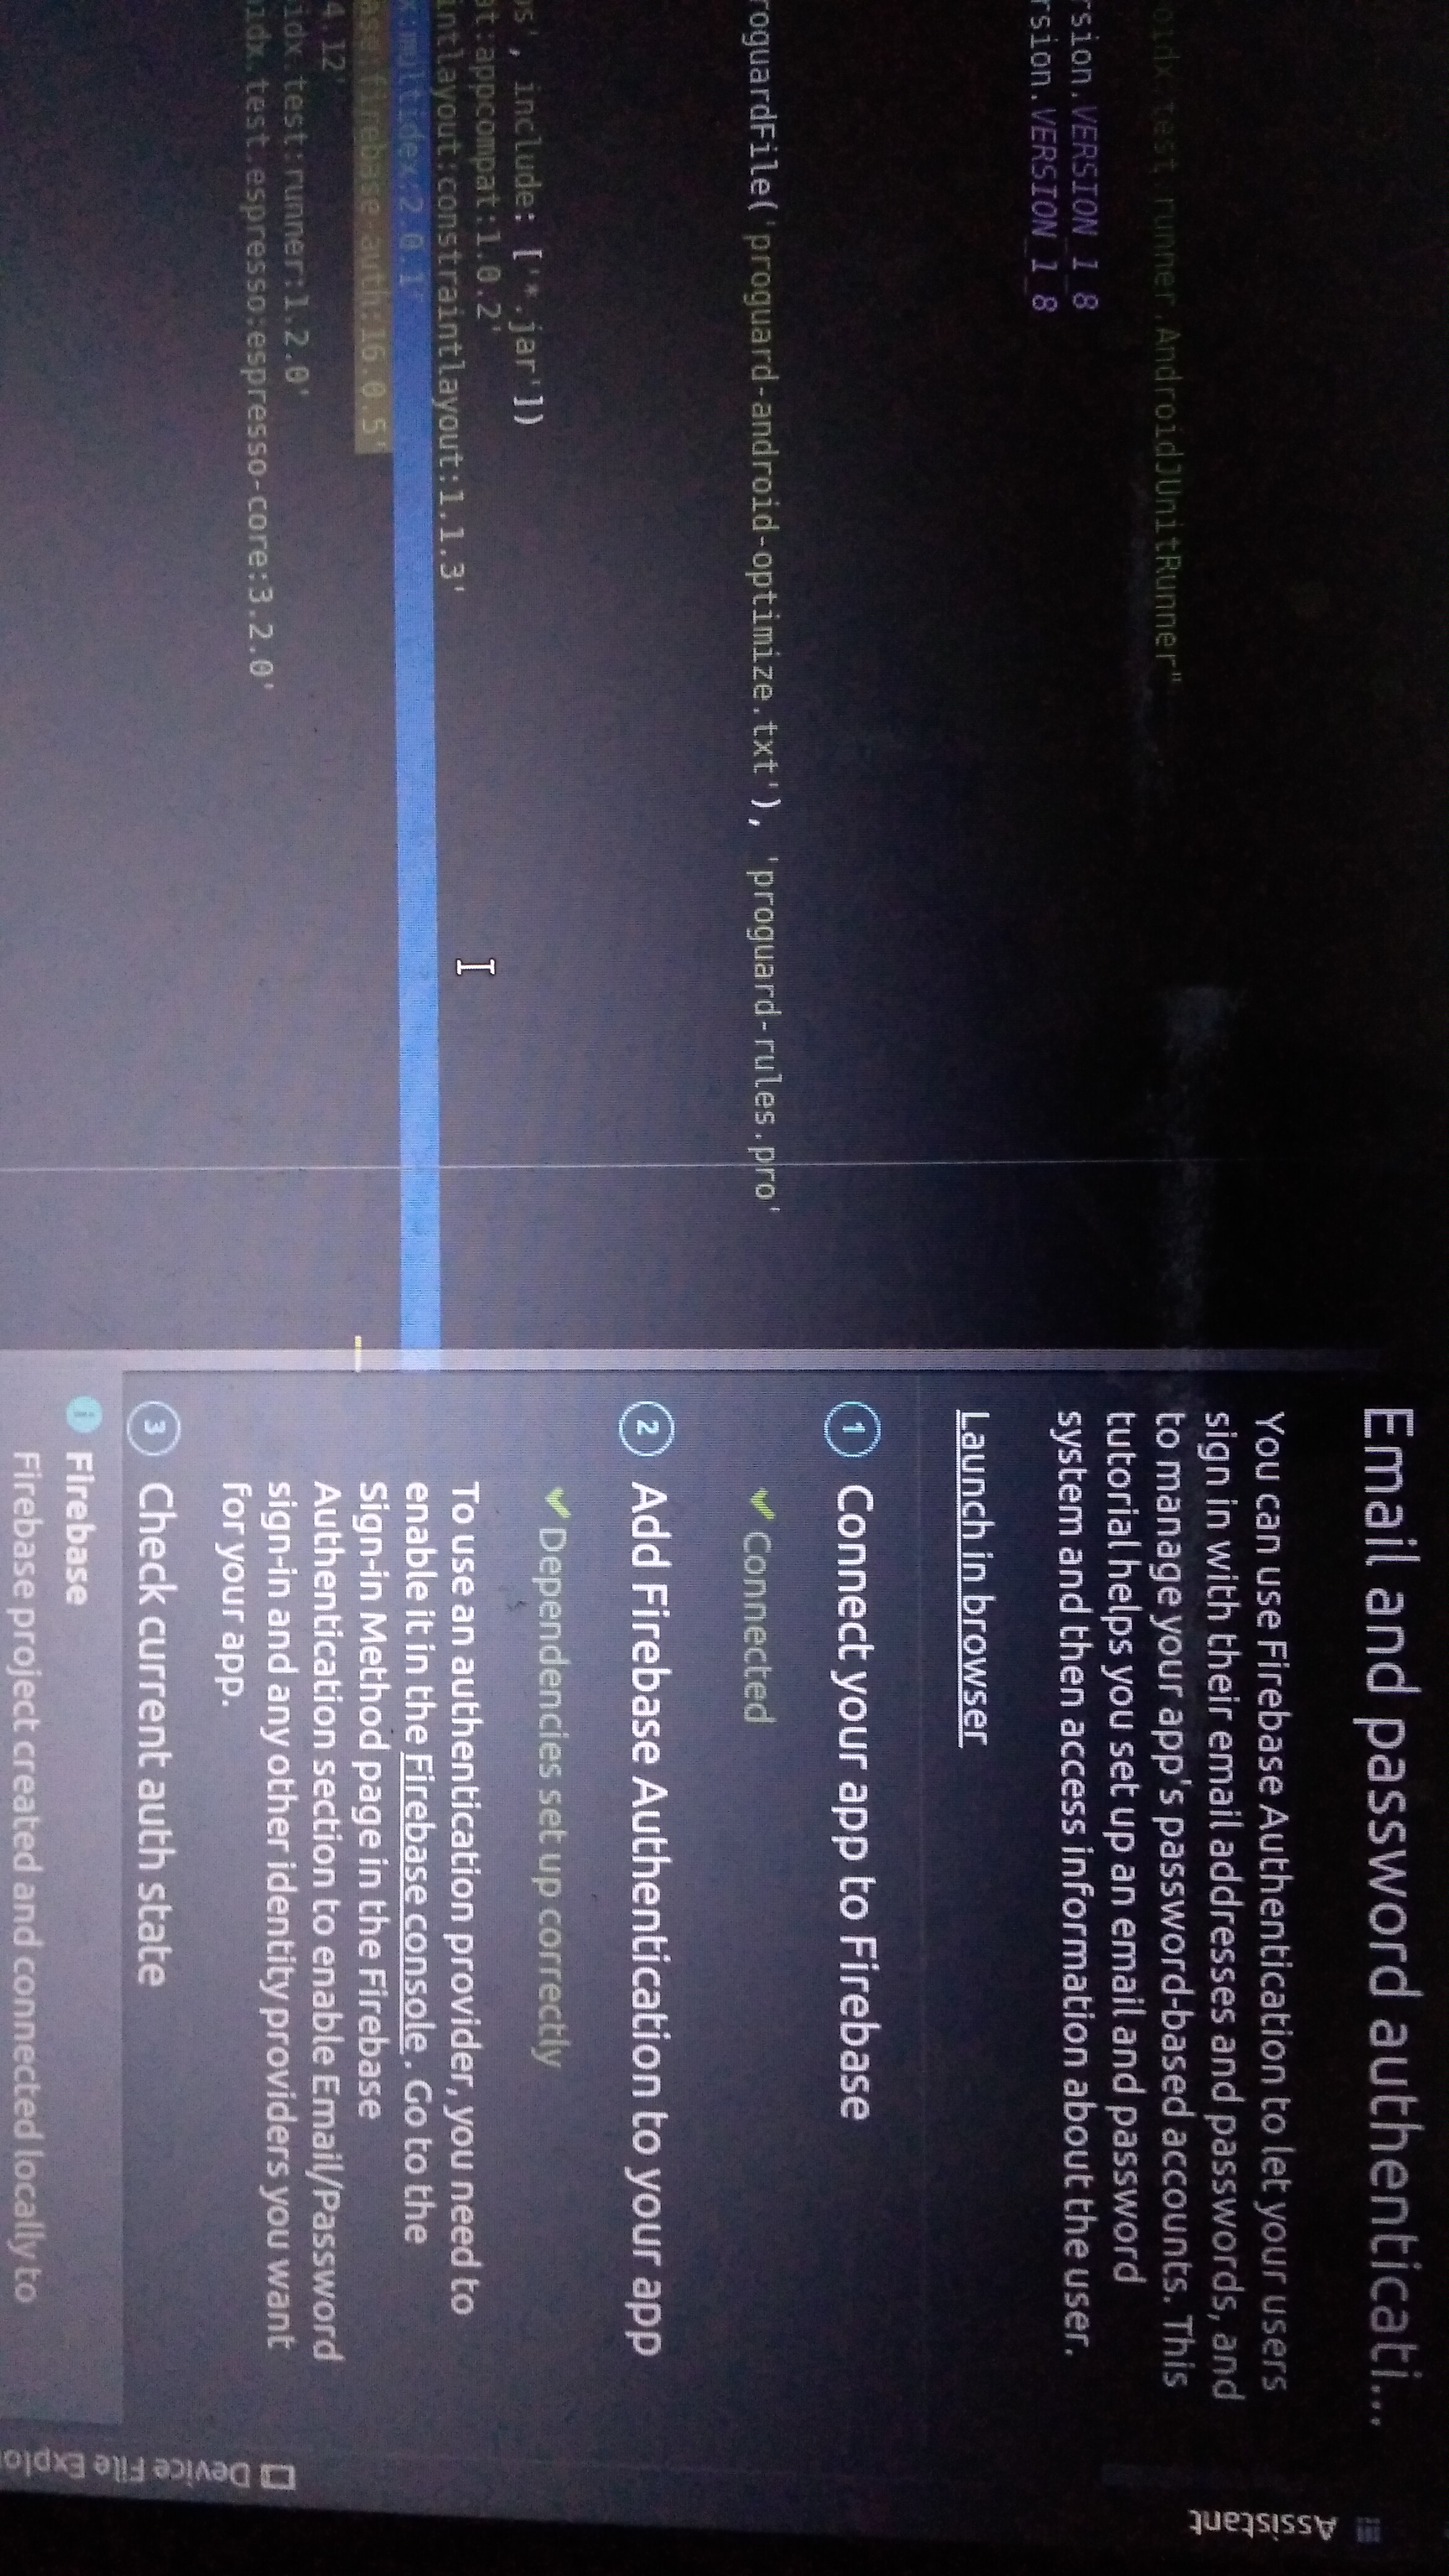 oidx.test.runner.AndroidJUnitRunner"
rsion.VERSION_1_8
rsion.VERSION_1_8
roguardFile('proguard-android-optimize.txt'), 'proguard-rules.pro'
os', include: ['*.jar'])
at:appcompat:1.0.2'
intlayout:constraintlayout:1.1.3'
x:multidex:2.0.1'
ase:firebase-auth:16.0.5'
4.12'
idx.test:runner:1.2.0'
idx.test.espresso:espresso-core:3.2.0'
Email and password authenticati...
You can use Firebase Authentication to let your users
sign in with their email addresses and passwords, and
to manage your app's password-based accounts. This
tutorial helps you set up an email and password
system and then access information about the user.
Launch in browser
1 Connect your app to Firebase
✔ Connected
2 Add Firebase Authentication to your app
✔ Dependencies set up correctly
To use an authentication provider, you need to
enable it in the Firebase console. Go to the
Sign-in Method page in the Firebase
Authentication section to enable Email/Password
sign-in and any other identity providers you want
for your app.
3 Check current auth state
Firebase
Firebase project created and connected locally to
Assistant
Device File Explo